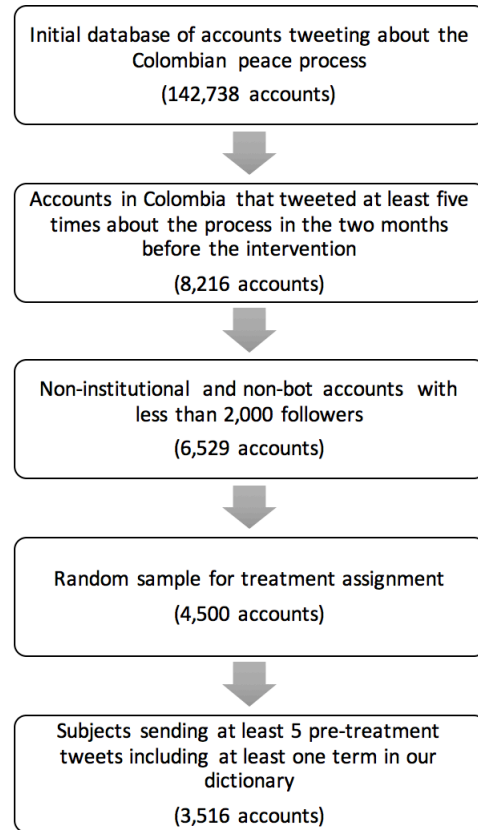 Initial database of accounts tweeting about the
Colombian peace process
(142,738 accounts)
Accounts in Colombia that tweeted at least five
times about the process in the two months
before the intervention
(8,216 accounts)
Non-institutional and non-bot accounts with
less than 2,000 followers
(6,529 accounts)
Random sample for treatment assignment
(4,500 accounts)
Subjects sending at least 5 pre-treatment
tweets including at least one term in our
dictionary
(3,516 accounts)